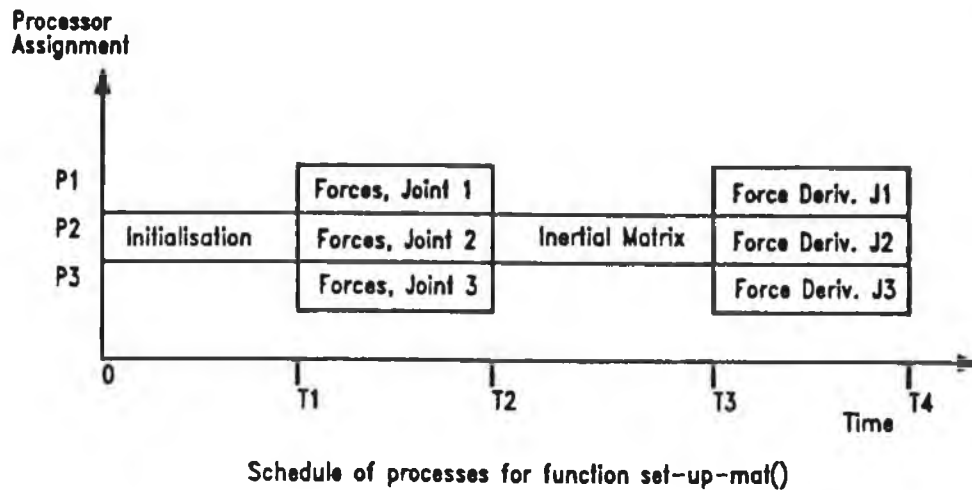 Processor
Assignment
P1
Forces, Joint 1
Force Deriv. J1
P2
Initialisation
Forces, Joint 2
Inertial Matrix
Force Deriv. J2
P3
Forces, Joint 3
Force Deriv. J3
0
T1
T2
T3
T4
Time
Schedule of processes for function set-up-mat()